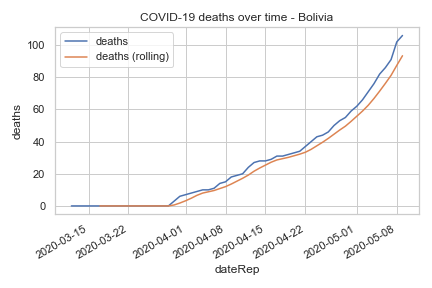 COVID-19 deaths over time - Bolivia
deaths
deaths (rolling)
100
80
60
40
20
0
deaths
2020-03-15
2020-03-22
2020-04-01
2020-04-08
2020-04-15
2020-04-22
2020-05-01
2020-05-08
dateRep